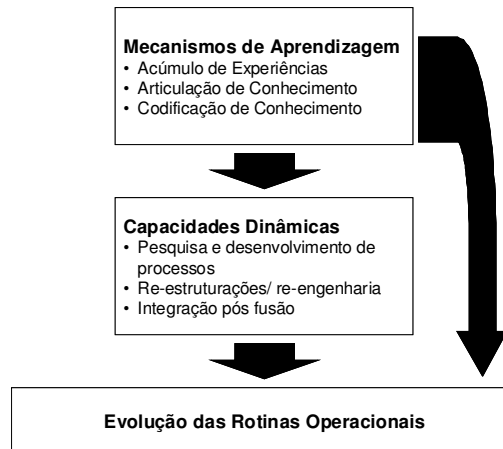 Mecanismos de Aprendizagem
• Acúmulo de Experiências
• Articulação de Conhecimento
• Codificação de Conhecimento
Capacidades Dinâmicas
• Pesquisa e desenvolvimento de
processos
• Re-estruturações/ re-engenharia
• Integração pós fusão
Evolução das Rotinas Operacionais